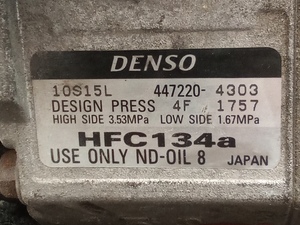 DENSO
10S15L 447220-4303
DESIGN PRESS 4F 1757
HIGH SIDE 3.53MPa LOW SIDE 1.67MPa
HFC134a
USE ONLY ND-OIL 8 JAPAN